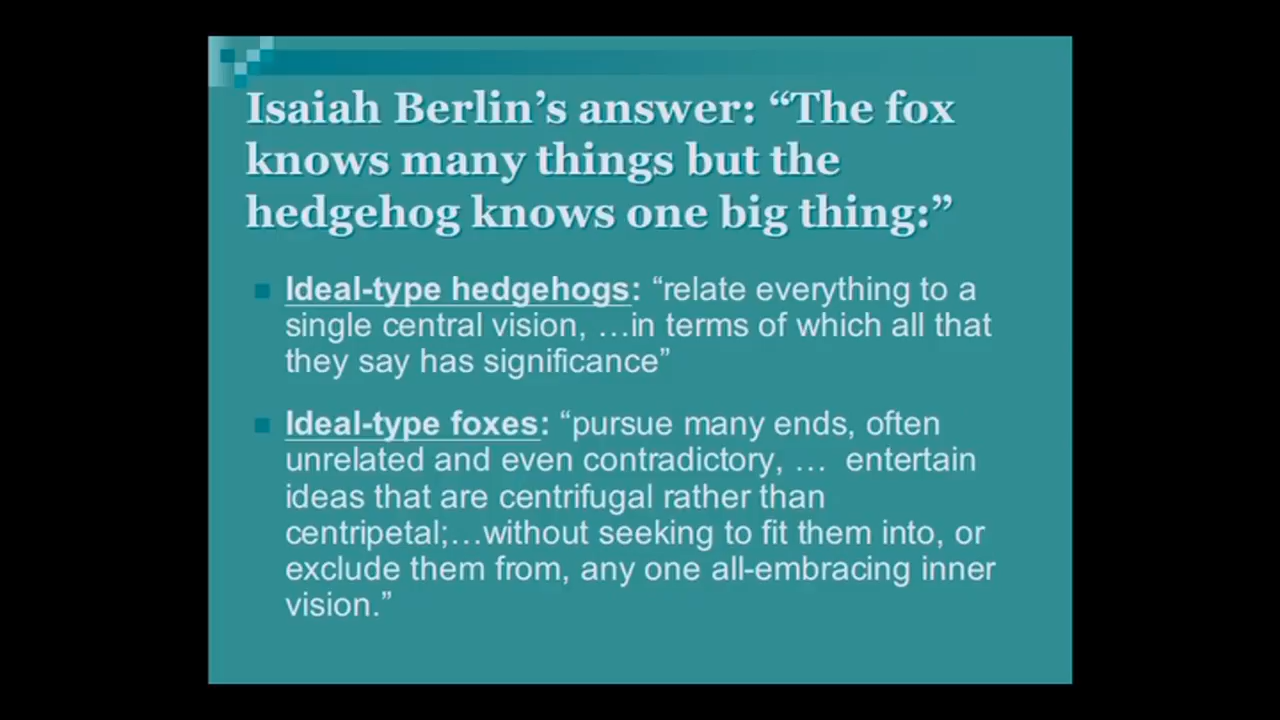 Isaiah Berlin’s answer: “The fox
knows many things but the
hedgehog knows one big thing:”
Ideal-type hedgehogs: “relate everything to a
single central vision, …in terms of which all that
they say has significance”
Ideal-type foxes: “pursue many ends, often
unrelated and even contradictory, … entertain
ideas that are centrifugal rather than
centripetal;…without seeking to fit them into, or
exclude them from, any one all-embracing inner
vision.”